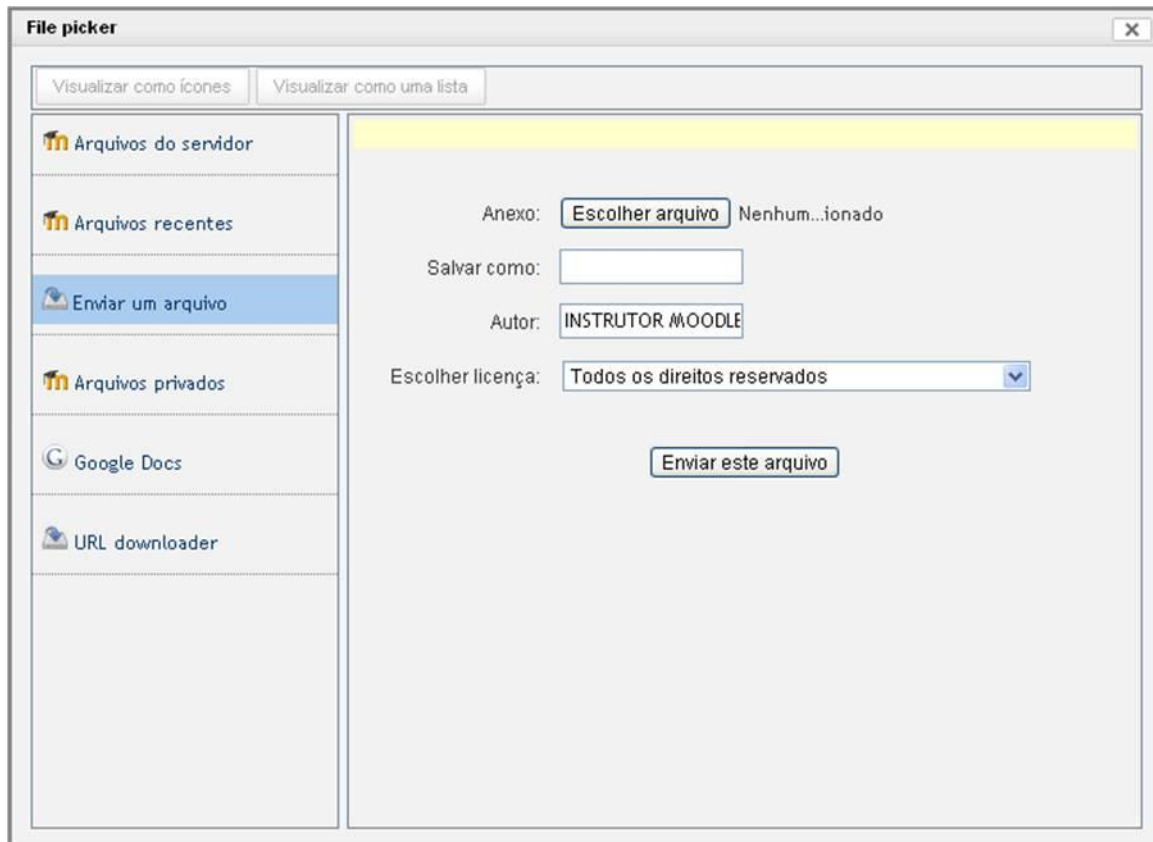 File picker
Visualizar como ícones Visualizar como uma lista
Arquivos do servidor
Arquivos recentes
Enviar um arquivo
Arquivos privados
Google Docs
URL downloader
Anexo: Escolher arquivo Nenhum...ionado
Salvar como:
Autor: INSTRUTOR MOODLE
Escolher licença: Todos os direitos reservados
Enviar este arquivo